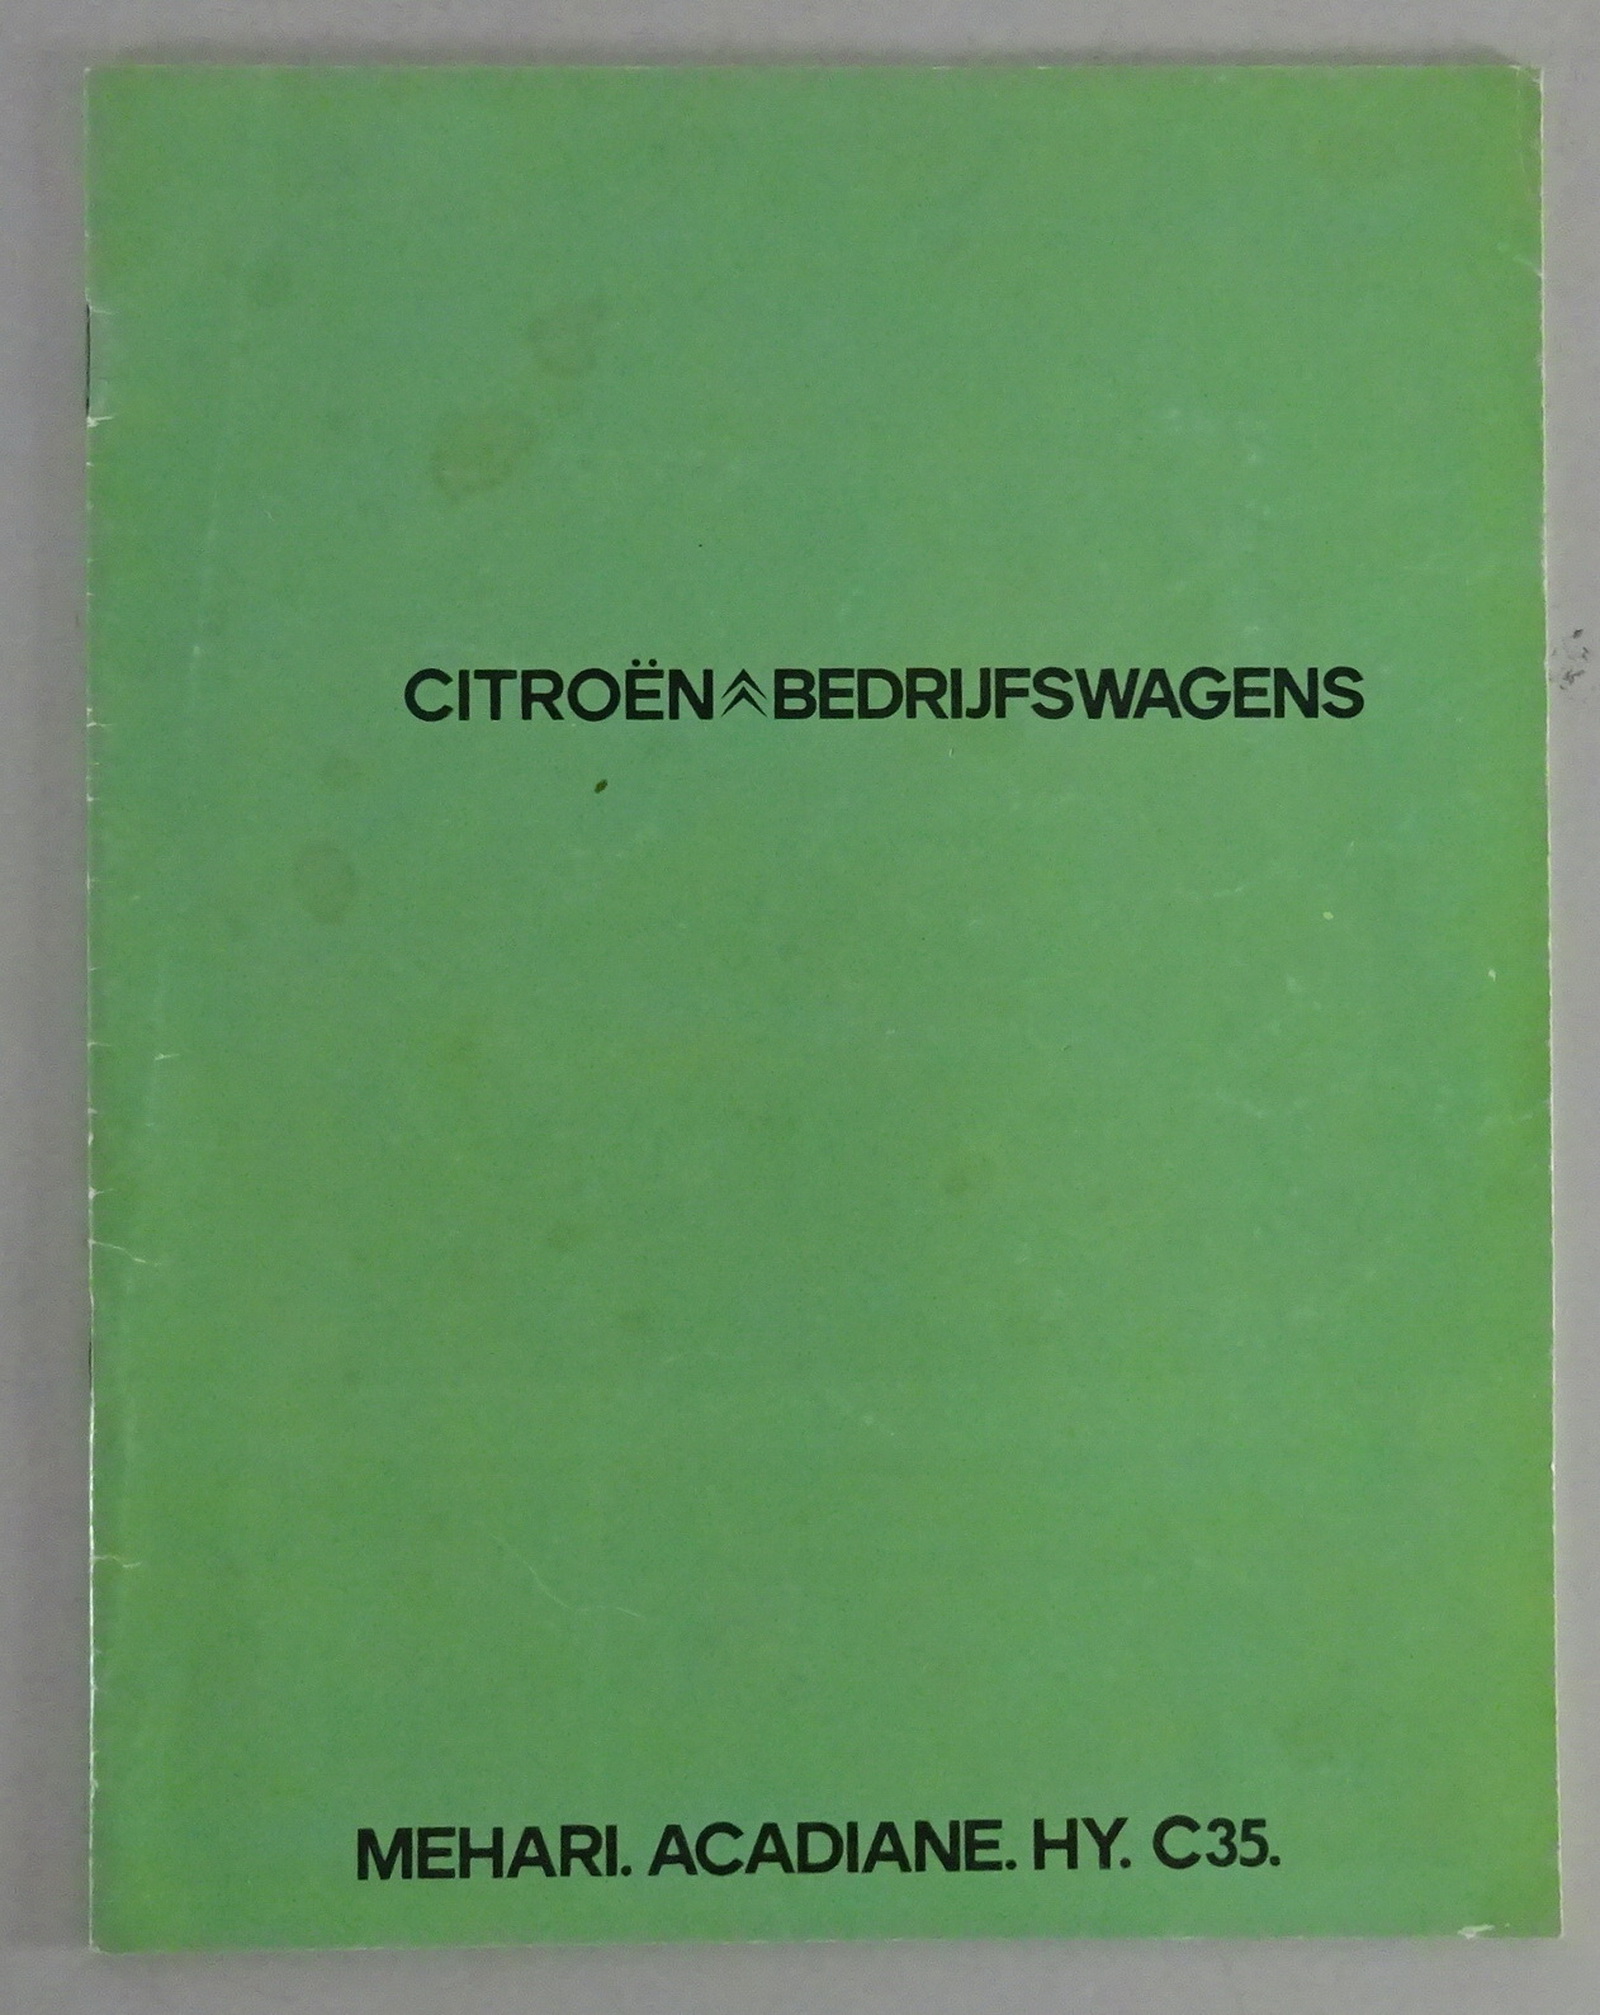 CITROËN BEDRIJFSWAGENS
MEHARI. ACADIANE. HY. C35.